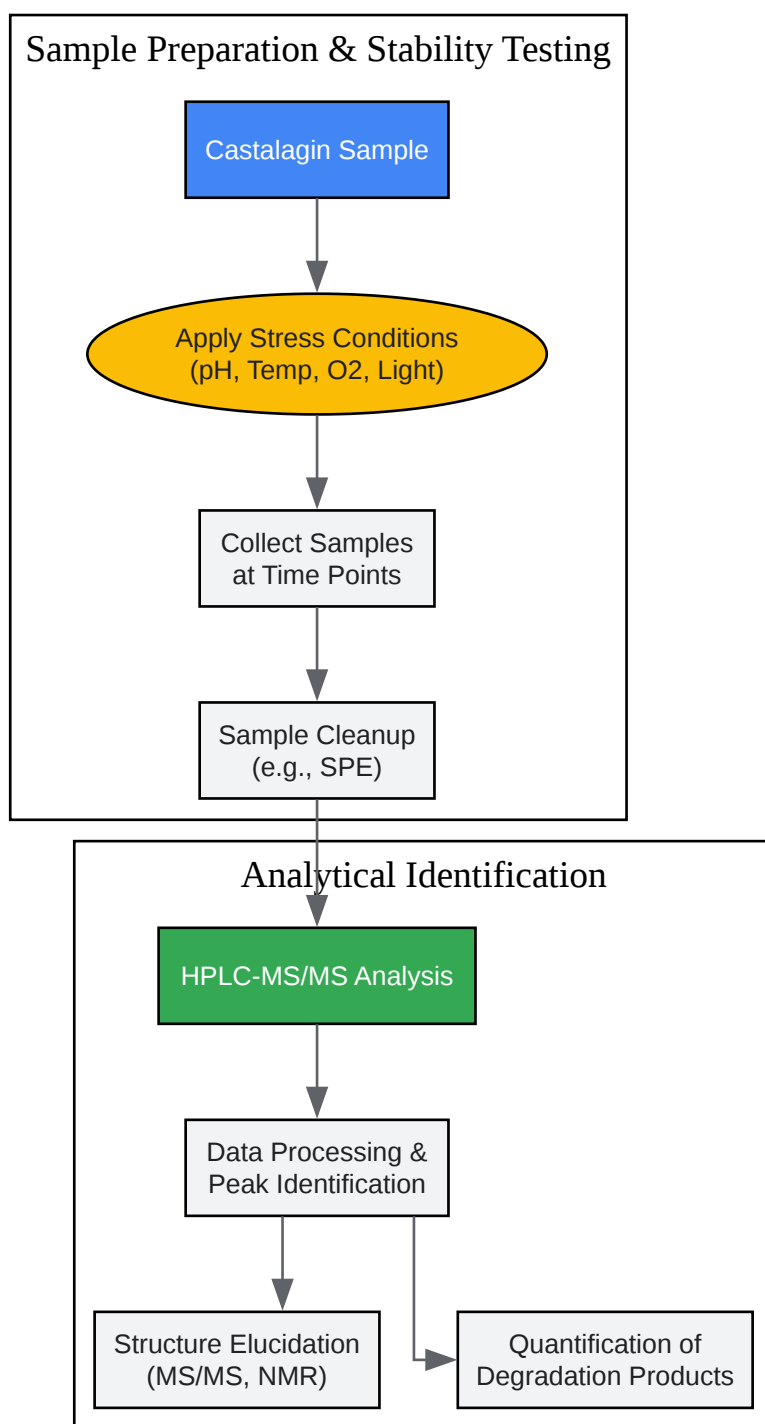 Sample Preparation & Stability Testing
Castalagin Sample
Apply Stress Conditions
(pH, Temp, O2, Light)
Collect Samples
at Time Points
Sample Cleanup
(e.g., SPE)
Analytical Identification
HPLC-MS/MS Analysis
Data Processing &
Peak Identification
Structure Elucidation
(MS/MS, NMR)
Quantification of
Degradation Products